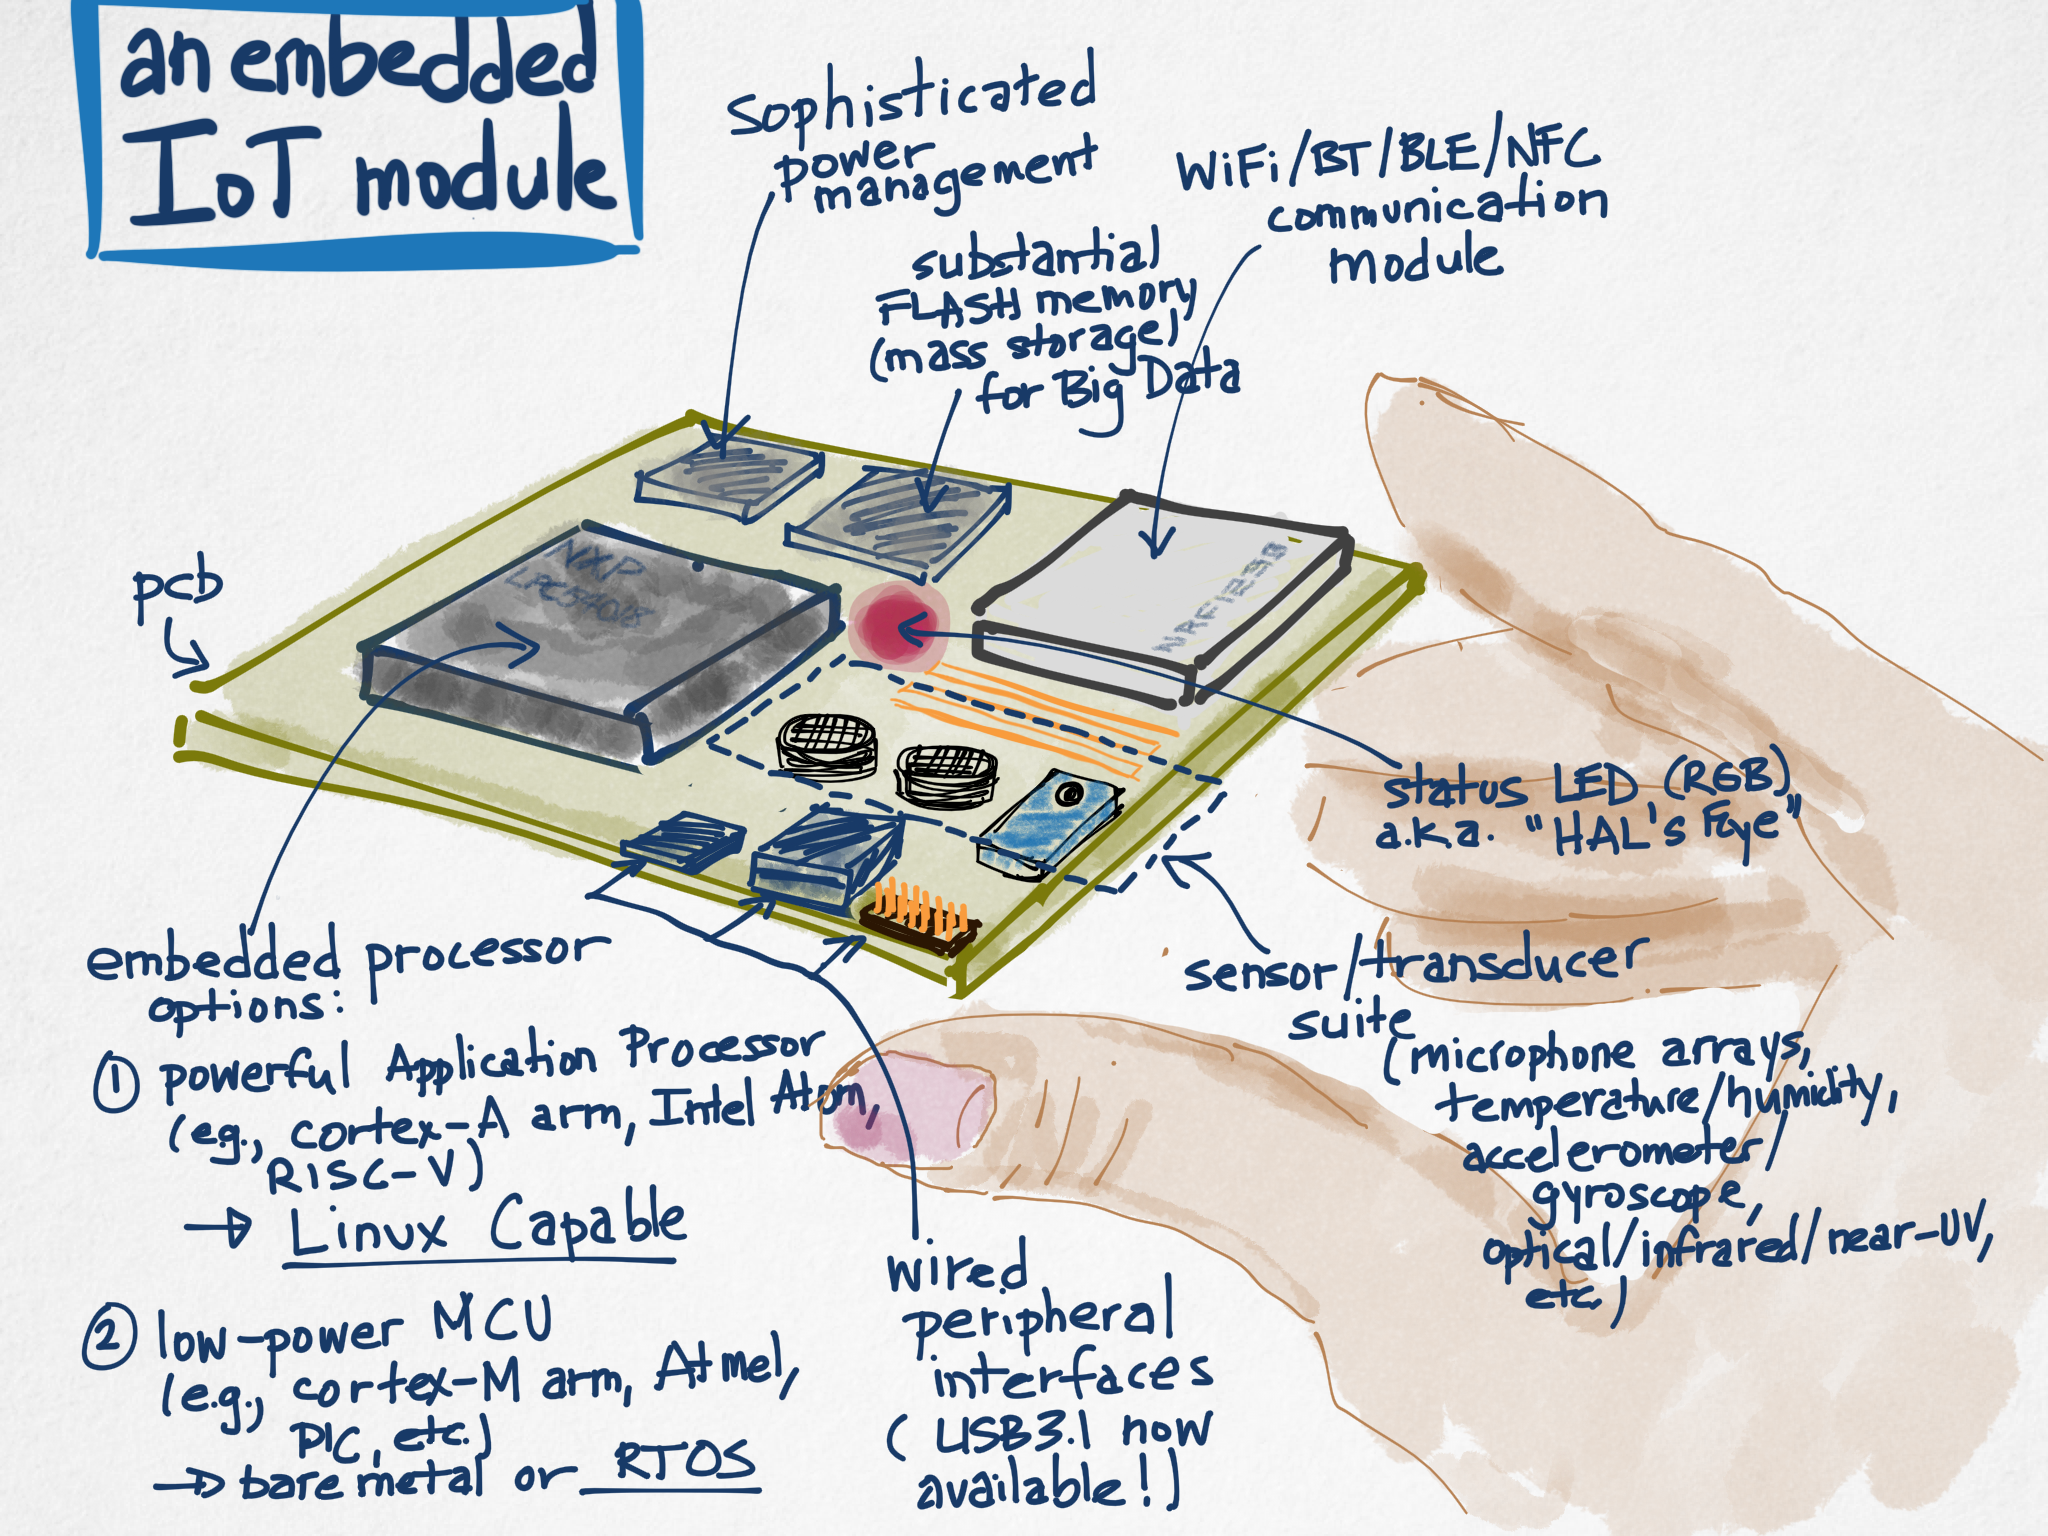 an embedded
IoT module
Sophisticated
power
management
WiFi/BT/BLE/NFC
communication
module
substantial
FLASH memory
(mass storage)
for Big Data
pcb
NXP
LPC54018
status LED (RGB)
a.k.a. "HAL's Eye"
embedded processor
options:
① powerful Application Processor
(e.g., cortex-A arm, Intel Atom,
RISC-V)
→ Linux Capable
② low-power MCU
(e.g., cortex-M arm, Atmel,
PIC, etc.)
→ bare metal or RTOS
wired
peripheral
interfaces
(USB3.1 now
available!)
sensor/transducer
suite
(microphone arrays,
temperature/humidity,
accelerometer/
gyroscope,
optical/infrared/near-UV,
etc.)